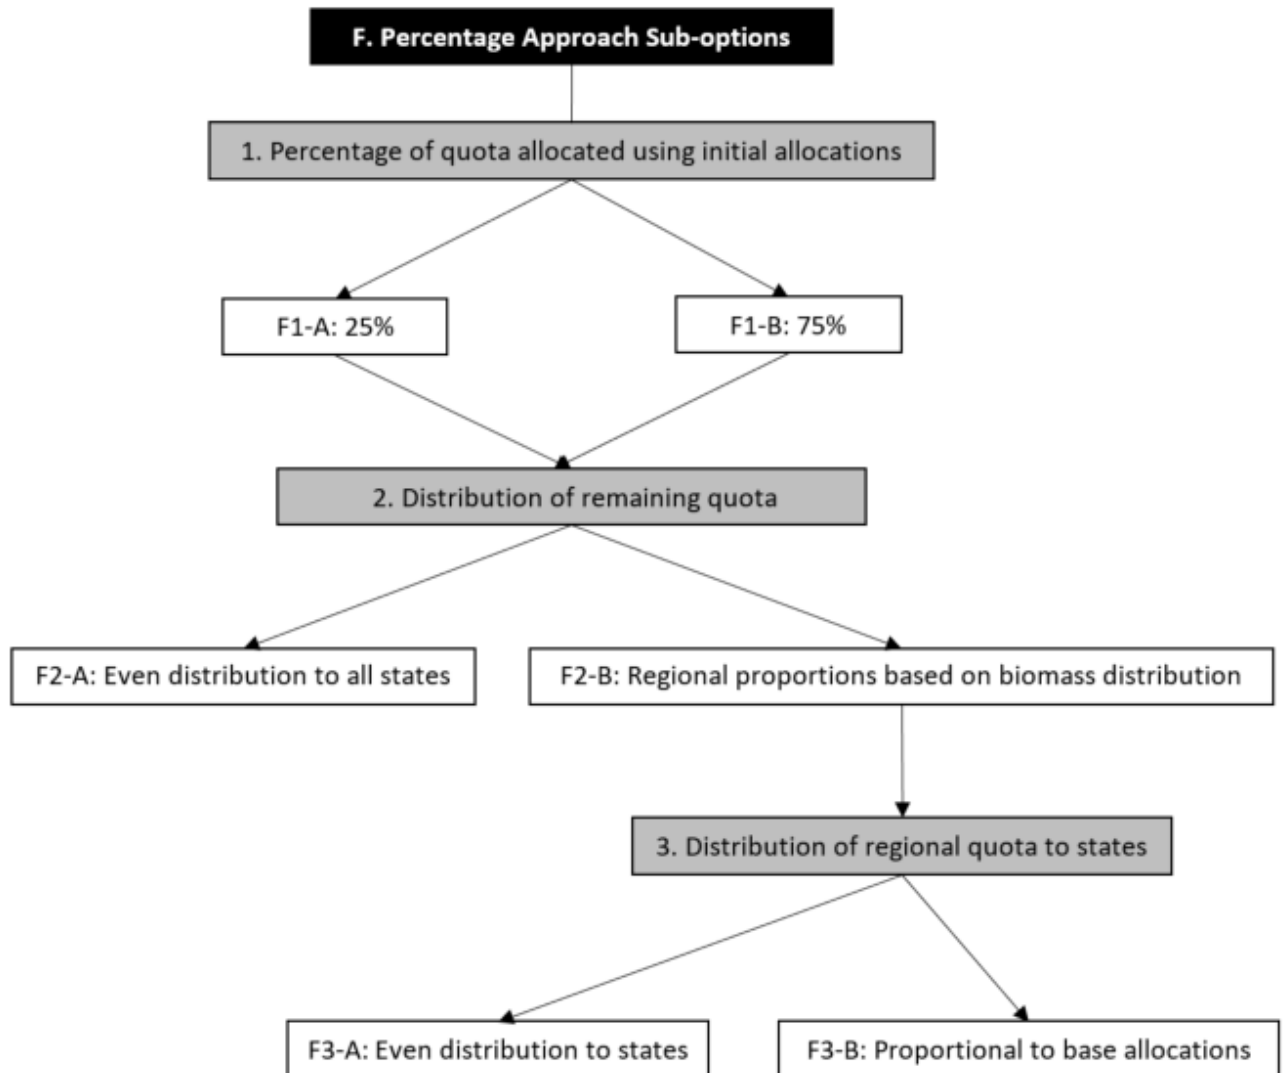 F. Percentage Approach Sub-options
1. Percentage of quota allocated using initial allocations
F1-A: 25%
F1-B: 75%
2. Distribution of remaining quota
F2-A: Even distribution to all states
F2-B: Regional proportions based on biomass distribution
3. Distribution of regional quota to states
F3-A: Even distribution to states
F3-B: Proportional to base allocations